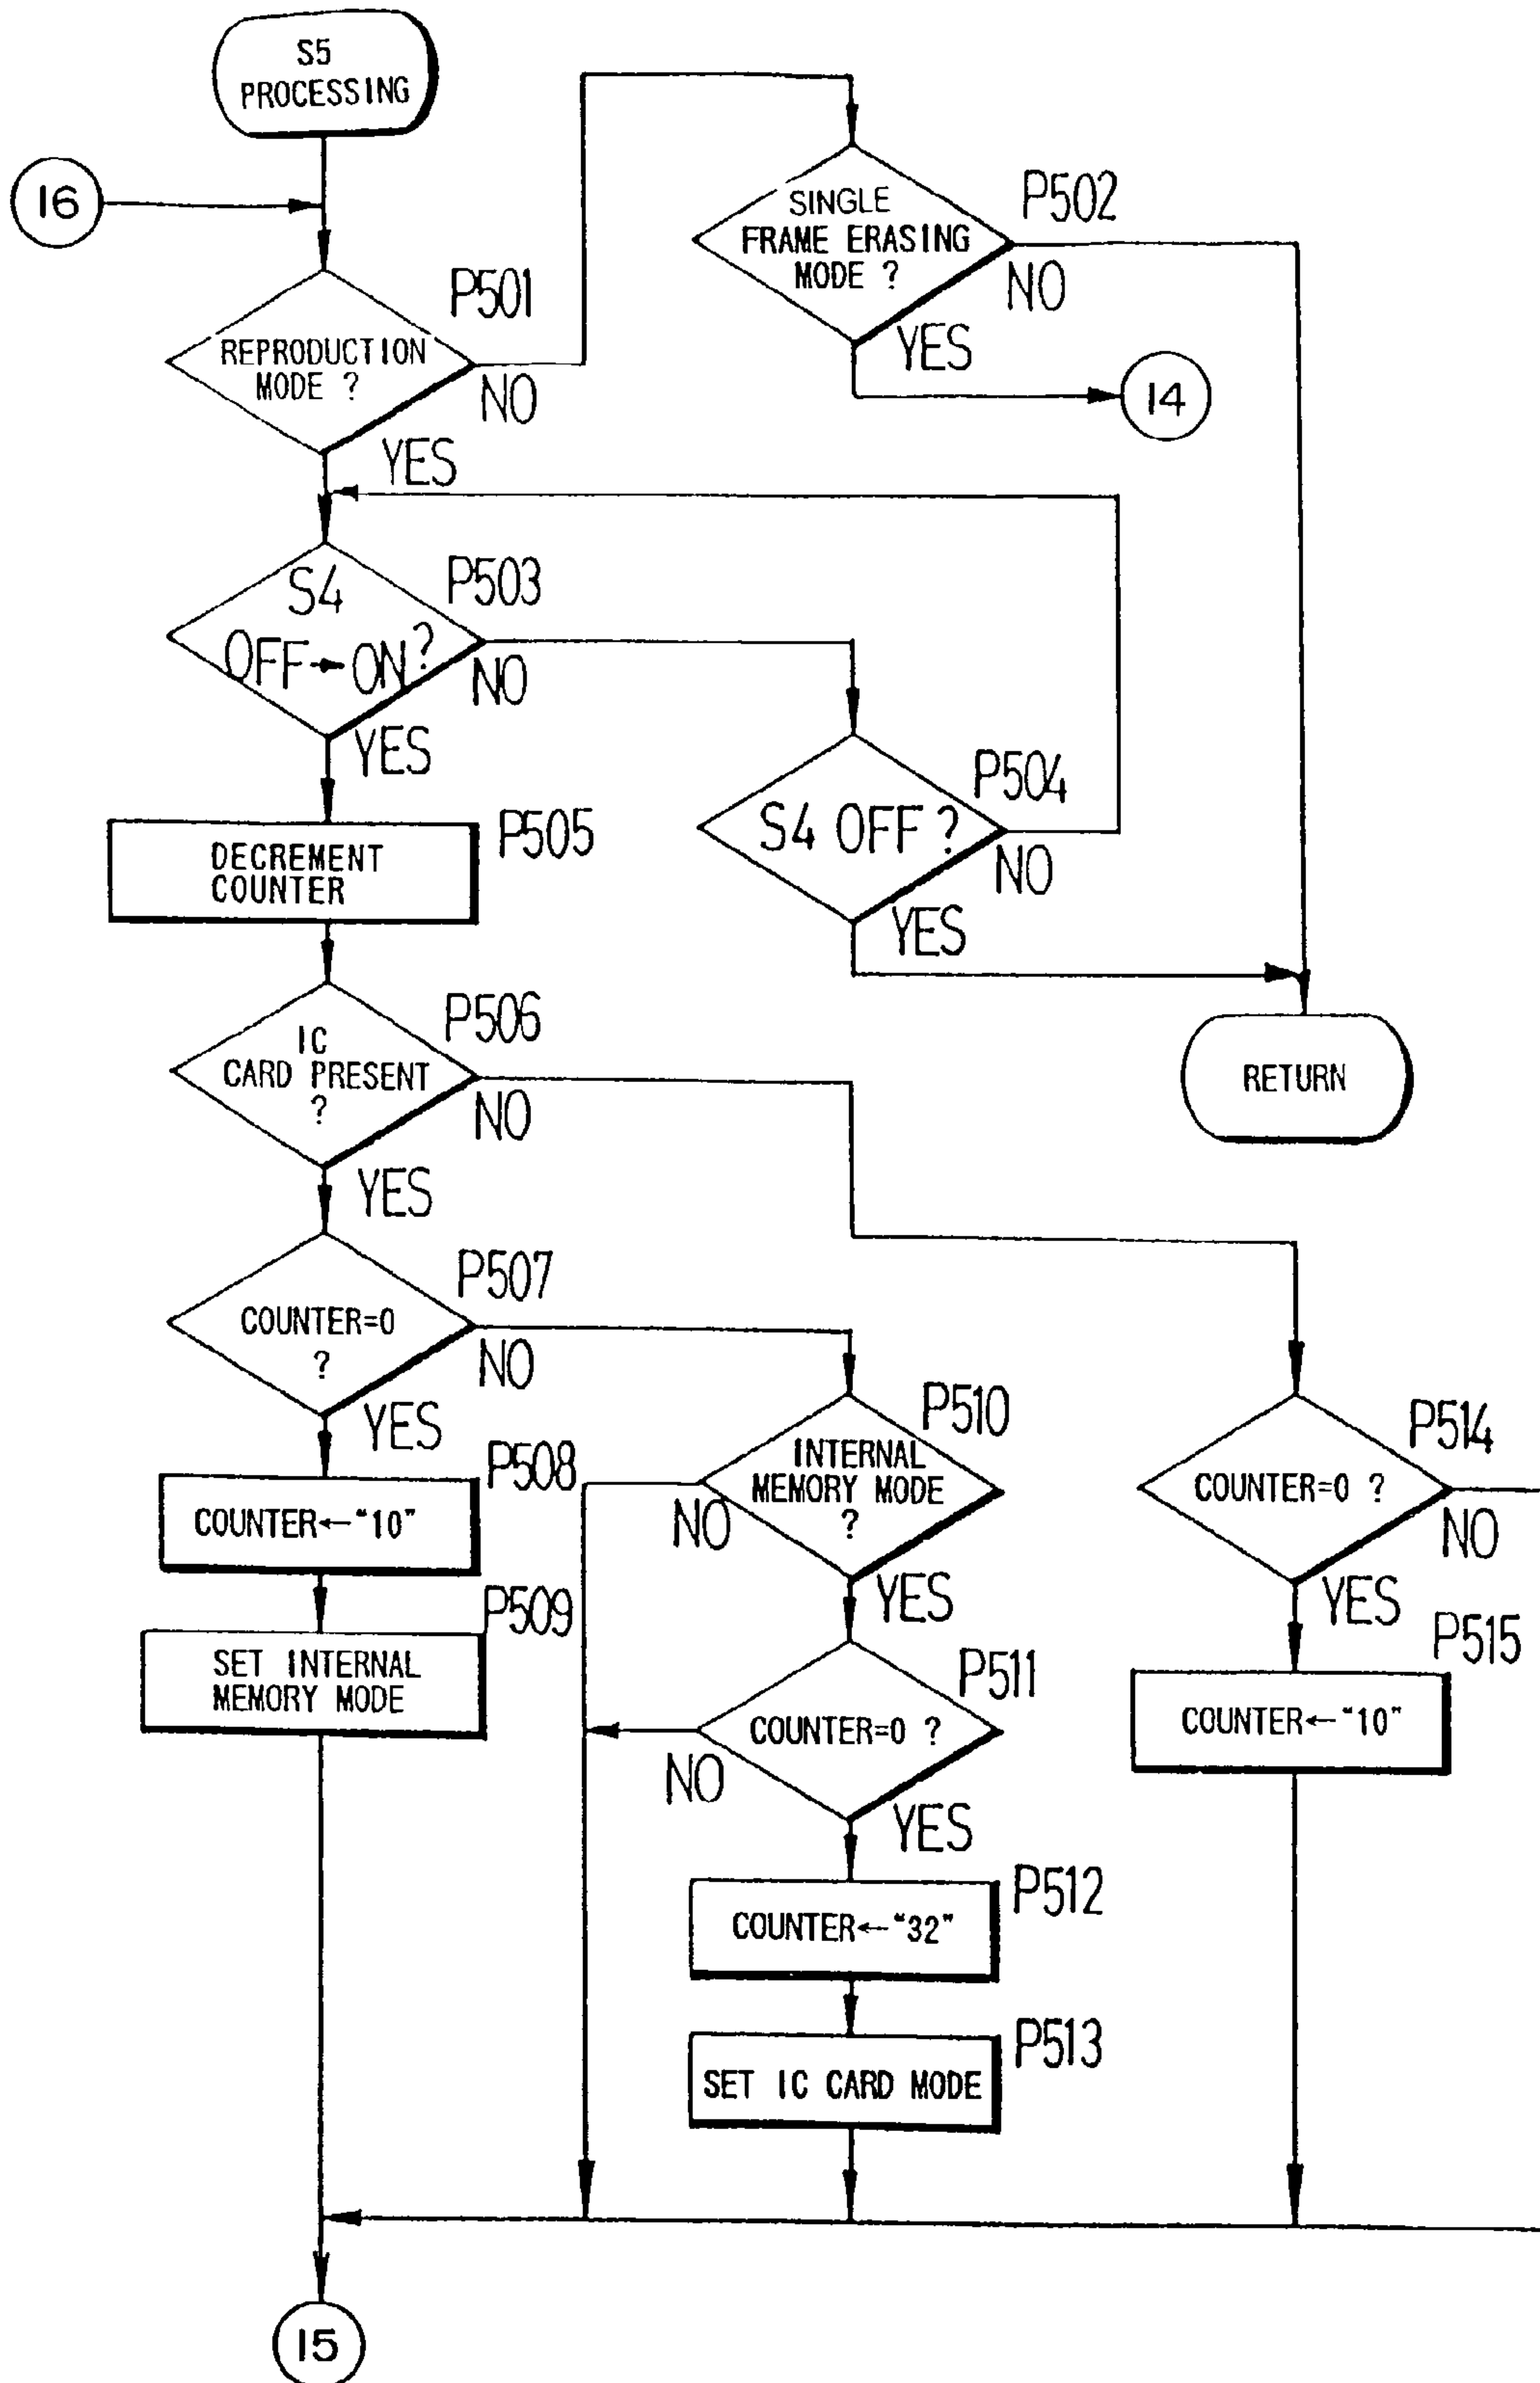 S5
PROCESSING
16
P501
REPRODUCTION
MODE ?
NO
YES
SINGLE
FRAME ERASING
MODE ?
P502
NO
YES
14
S4
OFF→ON?
P503
NO
YES
S4 OFF ?
P504
NO
YES
DECREMENT
COUNTER
P505
RETURN
IC
CARD PRESENT
?
P506
NO
YES
COUNTER=0
?
P507
NO
YES
COUNTER←"10"
P508
SET INTERNAL
MEMORY MODE
P509
INTERNAL
MEMORY MODE
?
P510
NO
YES
COUNTER=0 ?
P511
NO
YES
COUNTER←"32"
P512
SET IC CARD MODE
P513
COUNTER=0 ?
P514
NO
YES
COUNTER←"10"
P515
15